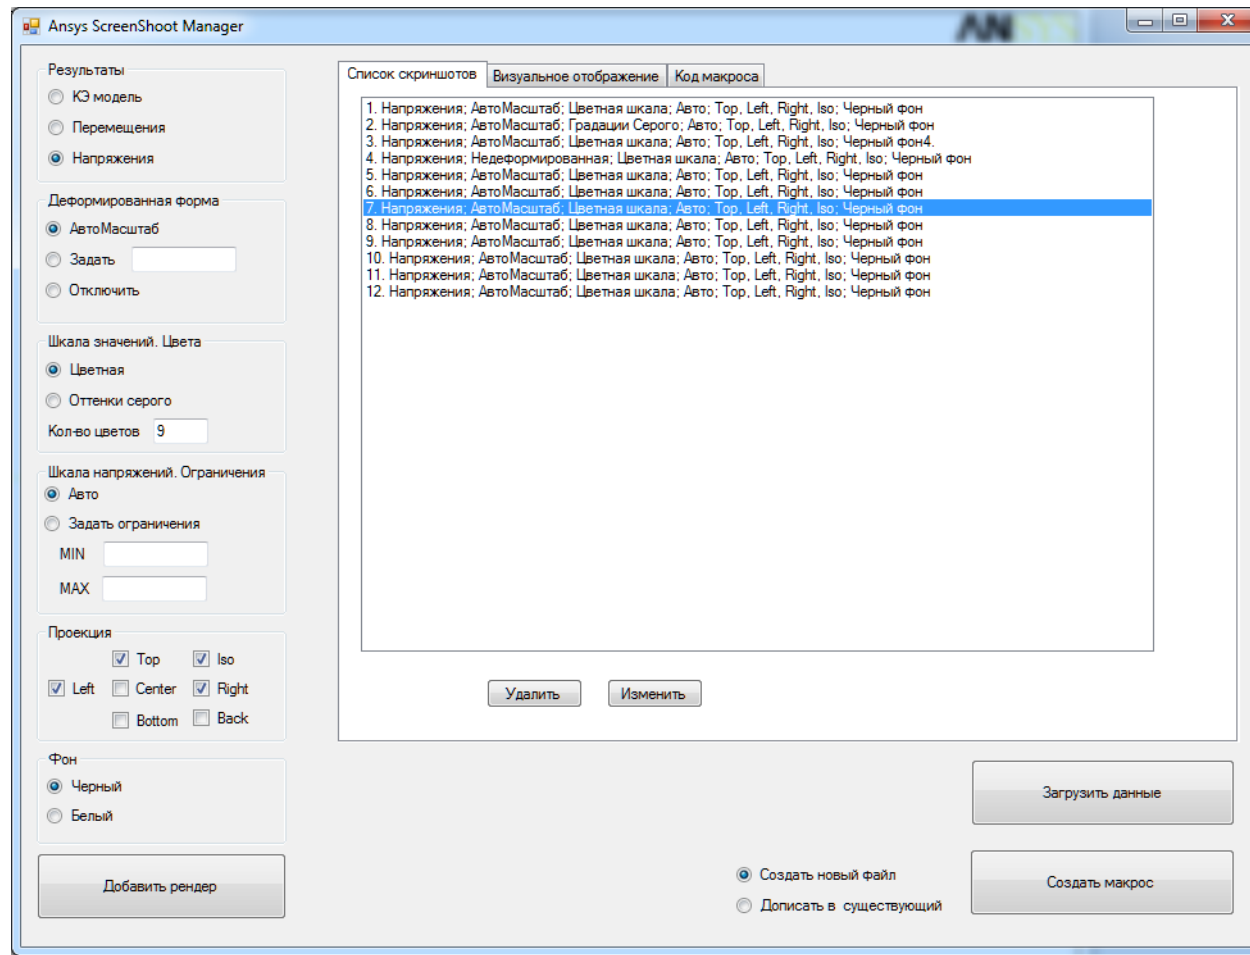 Ansys ScreenShoot Manager
Результаты
КЭ модель
Перемещения
Напряжения
Деформированная форма
АвтоМасштаб
Задать
Отключить
Шкала значений. Цвета
Цветная
Оттенки серого
Кол-во цветов 9
Шкала напряжений. Ограничения
Авто
Задать ограничения
MIN
MAX
Проекция
Top Iso
Left Center Right
Bottom Back
Фон
Черный
Белый
Добавить рендер
Список скриншотов Визуальное отображение Код макроса
1. Напряжения; АвтоМасштаб; Цветная шкала; Авто; Top, Left, Right, Iso; Черный фон
2. Напряжения; АвтоМасштаб; Градации Серого; Авто; Top, Left, Right, Iso; Черный фон
3. Напряжения; АвтоМасштаб; Цветная шкала; Авто; Top, Left, Right, Iso; Черный фон4.
4. Напряжения; Недеформированная; Цветная шкала; Авто; Top, Left, Right, Iso; Черный фон
5. Напряжения; АвтоМасштаб; Цветная шкала; Авто; Top, Left, Right, Iso; Черный фон
6. Напряжения; АвтоМасштаб; Цветная шкала; Авто; Top, Left, Right, Iso; Черный фон
7. Напряжения; АвтоМасштаб; Цветная шкала; Авто; Top, Left, Right, Iso; Черный фон
8. Напряжения; АвтоМасштаб; Цветная шкала; Авто; Top, Left, Right, Iso; Черный фон
9. Напряжения; АвтоМасштаб; Цветная шкала; Авто; Top, Left, Right, Iso; Черный фон
10. Напряжения; АвтоМасштаб; Цветная шкала; Авто; Top, Left, Right, Iso; Черный фон
11. Напряжения; АвтоМасштаб; Цветная шкала; Авто; Top, Left, Right, Iso; Черный фон
12. Напряжения; АвтоМасштаб; Цветная шкала; Авто; Top, Left, Right, Iso; Черный фон
Удалить Изменить
Загрузить данные
Создать новый файл
Дописать в существующий
Создать макрос